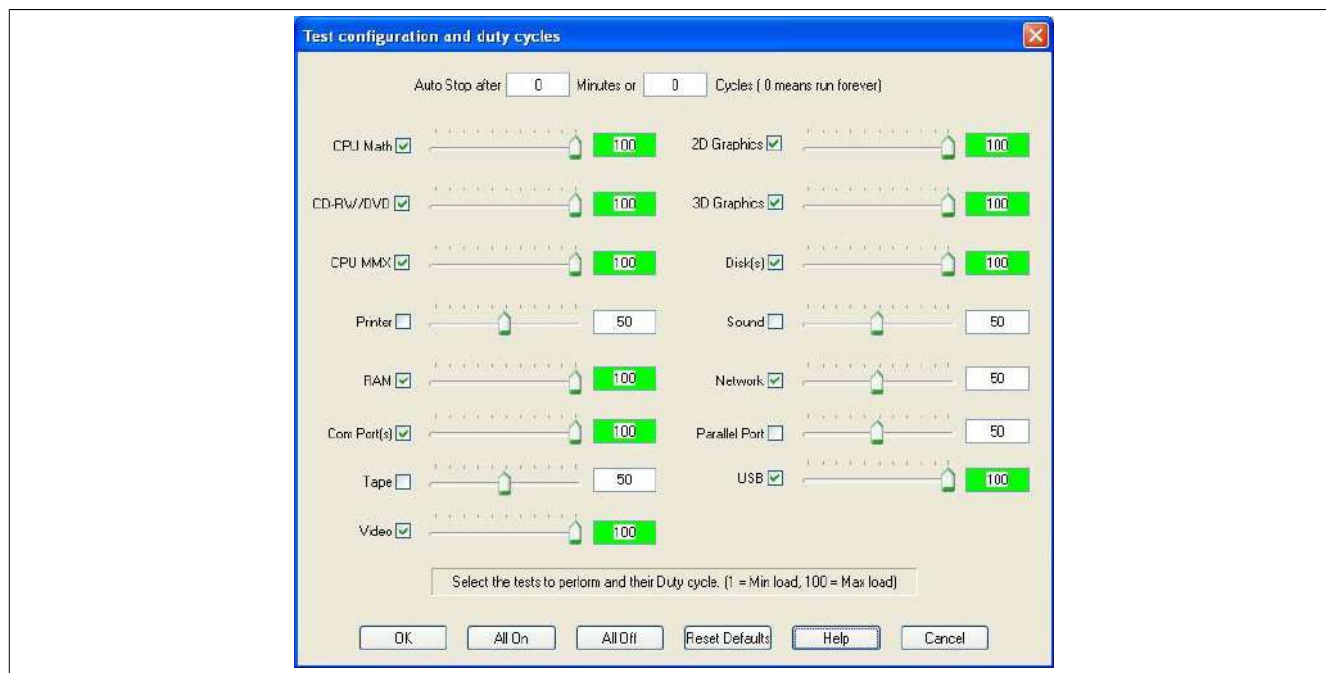 Test configuration and duty cycles
Auto Stop after 0 Minutes or 0 Cycles ( 0 means run forever)
CPU Math 100 2D Graphics 100
CD-RW//DVD 100 3D Graphics 100
CPU MMX 100 Disk(s) 100
Printer 50 Sound 50
RAM 100 Network 50
Com Port(s) 100 Parallel Port 50
Tape 50 USB 100
Video 100
Select the tests to perform and their Duty cycle. (1 = Min load, 100 = Max load)
OK All On All Off Reset Defaults Help Cancel